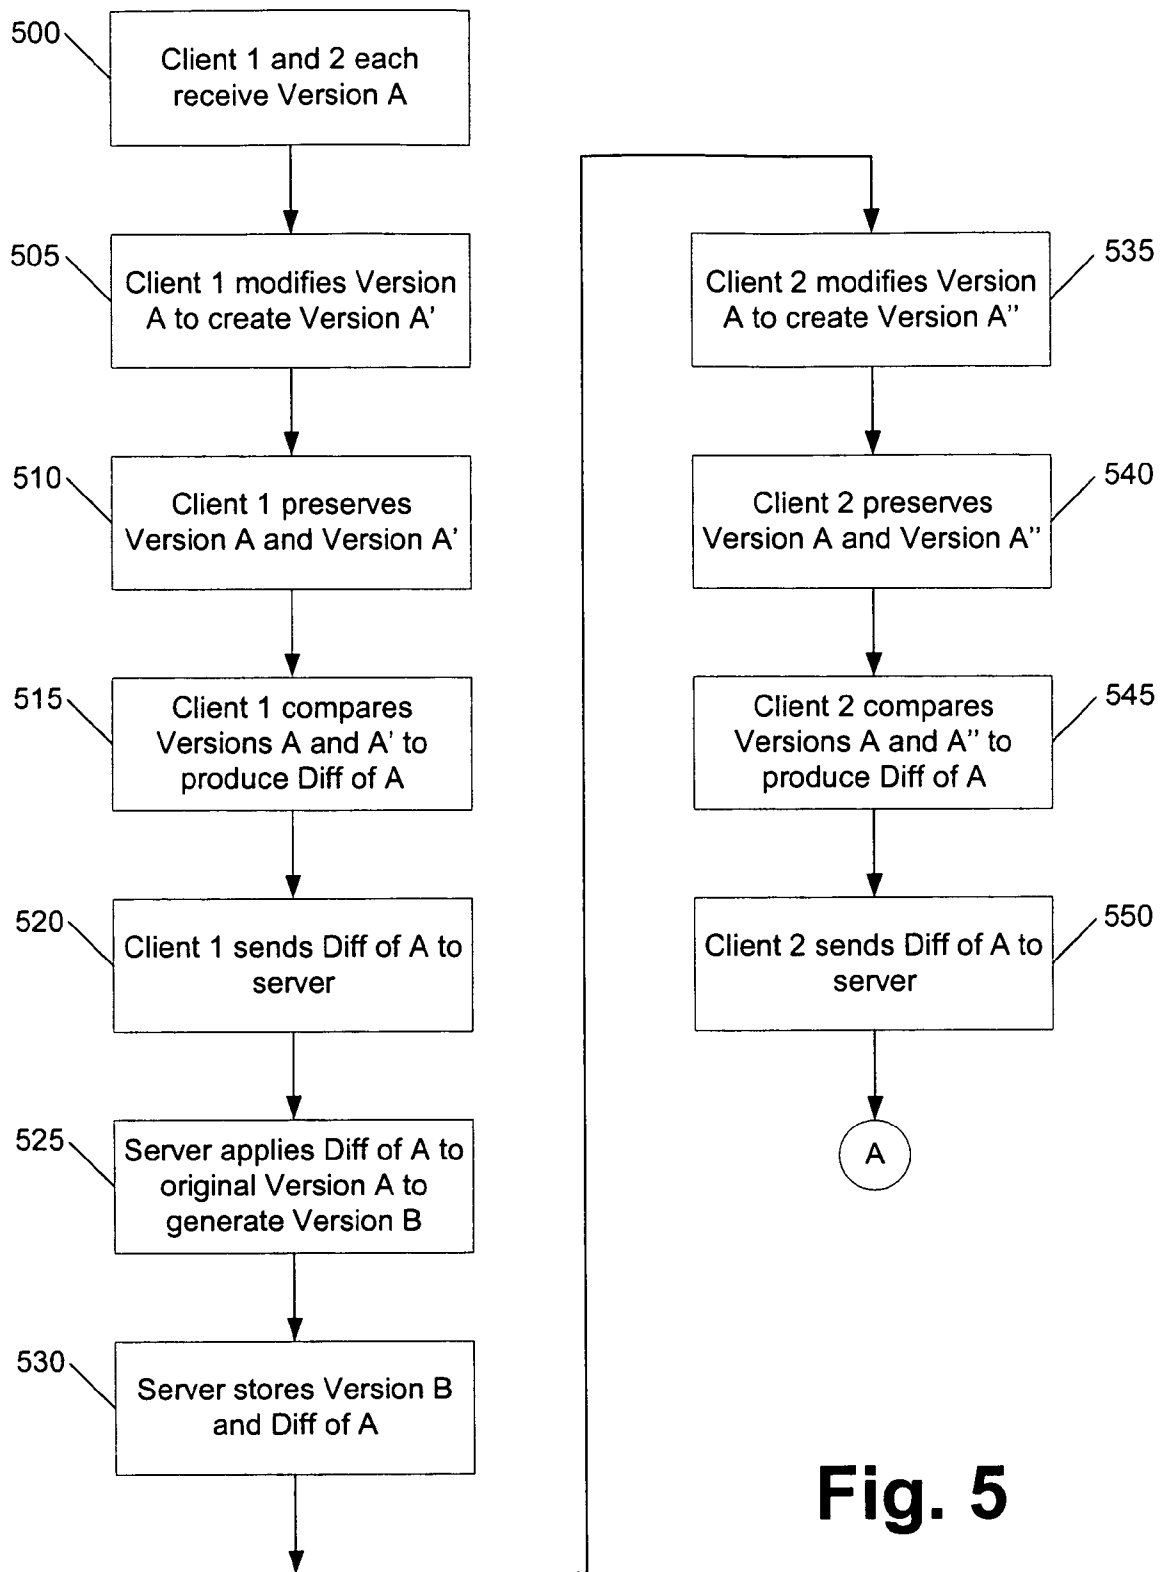 500
Client 1 and 2 each
receive Version A
505
Client 1 modifies Version
A to create Version A'
510
Client 1 preserves
Version A and Version A'
515
Client 1 compares
Versions A and A' to
produce Diff of A
520
Client 1 sends Diff of A to
server
525
Server applies Diff of A to
original Version A to
generate Version B
530
Server stores Version B
and Diff of A
535
Client 2 modifies Version
A to create Version A"
540
Client 2 preserves
Version A and Version A"
545
Client 2 compares
Versions A and A" to
produce Diff of A
550
Client 2 sends Diff of A to
server
A
Fig. 5